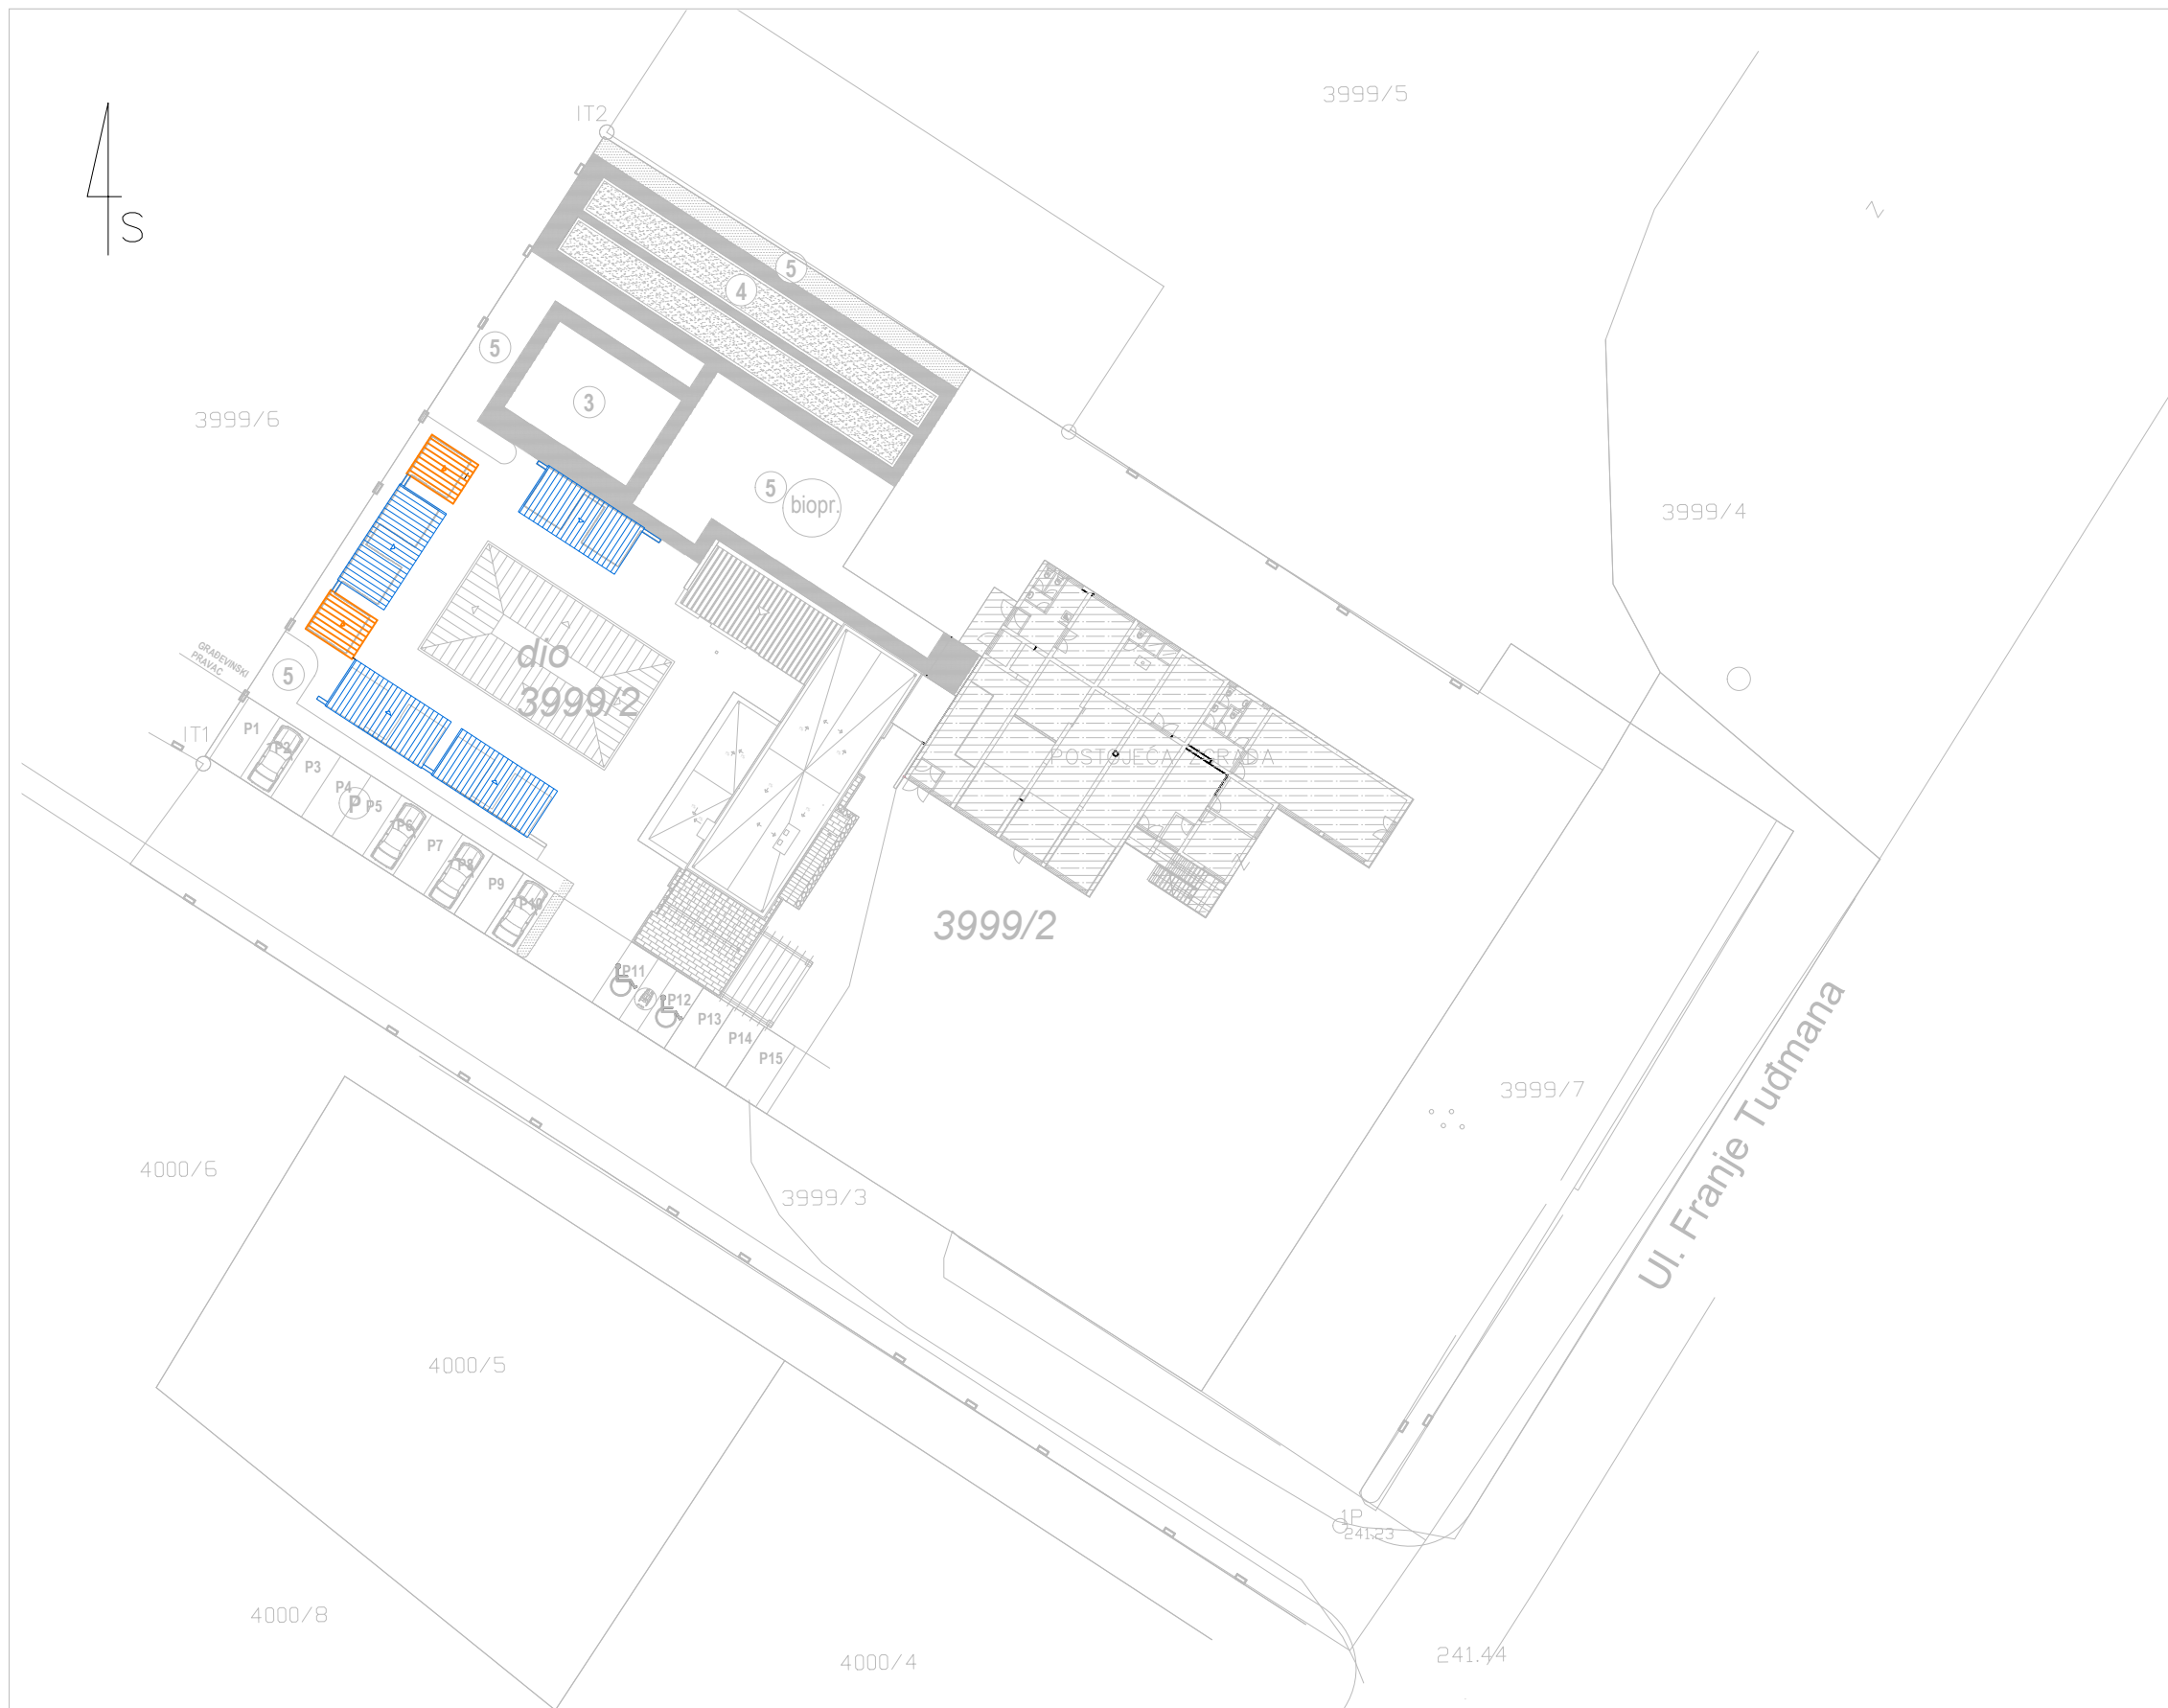 3999/5
IT2
S
5
4
5
3
3999/6
5
biopr.
3999/4
dio
3999/2
GRAĐEVINSKI
PRAVAC
5
IT1
P1
P2
P3
P4
P
P5
P6
P7
P8
P9
P10
POSTOJEĆA ZGRADA
3999/2
P11
P12
P13
P14
P15
3999/7
Ul. Franje Tuđmana
4000/6
3999/3
4000/5
1P
241.23
4000/8
4000/4
241.44